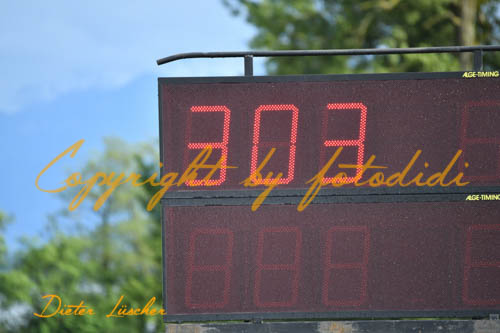 ALGE-TIMING
303
Copyright by fotodidi
ALGE-TIMING
Dieter Lüscher